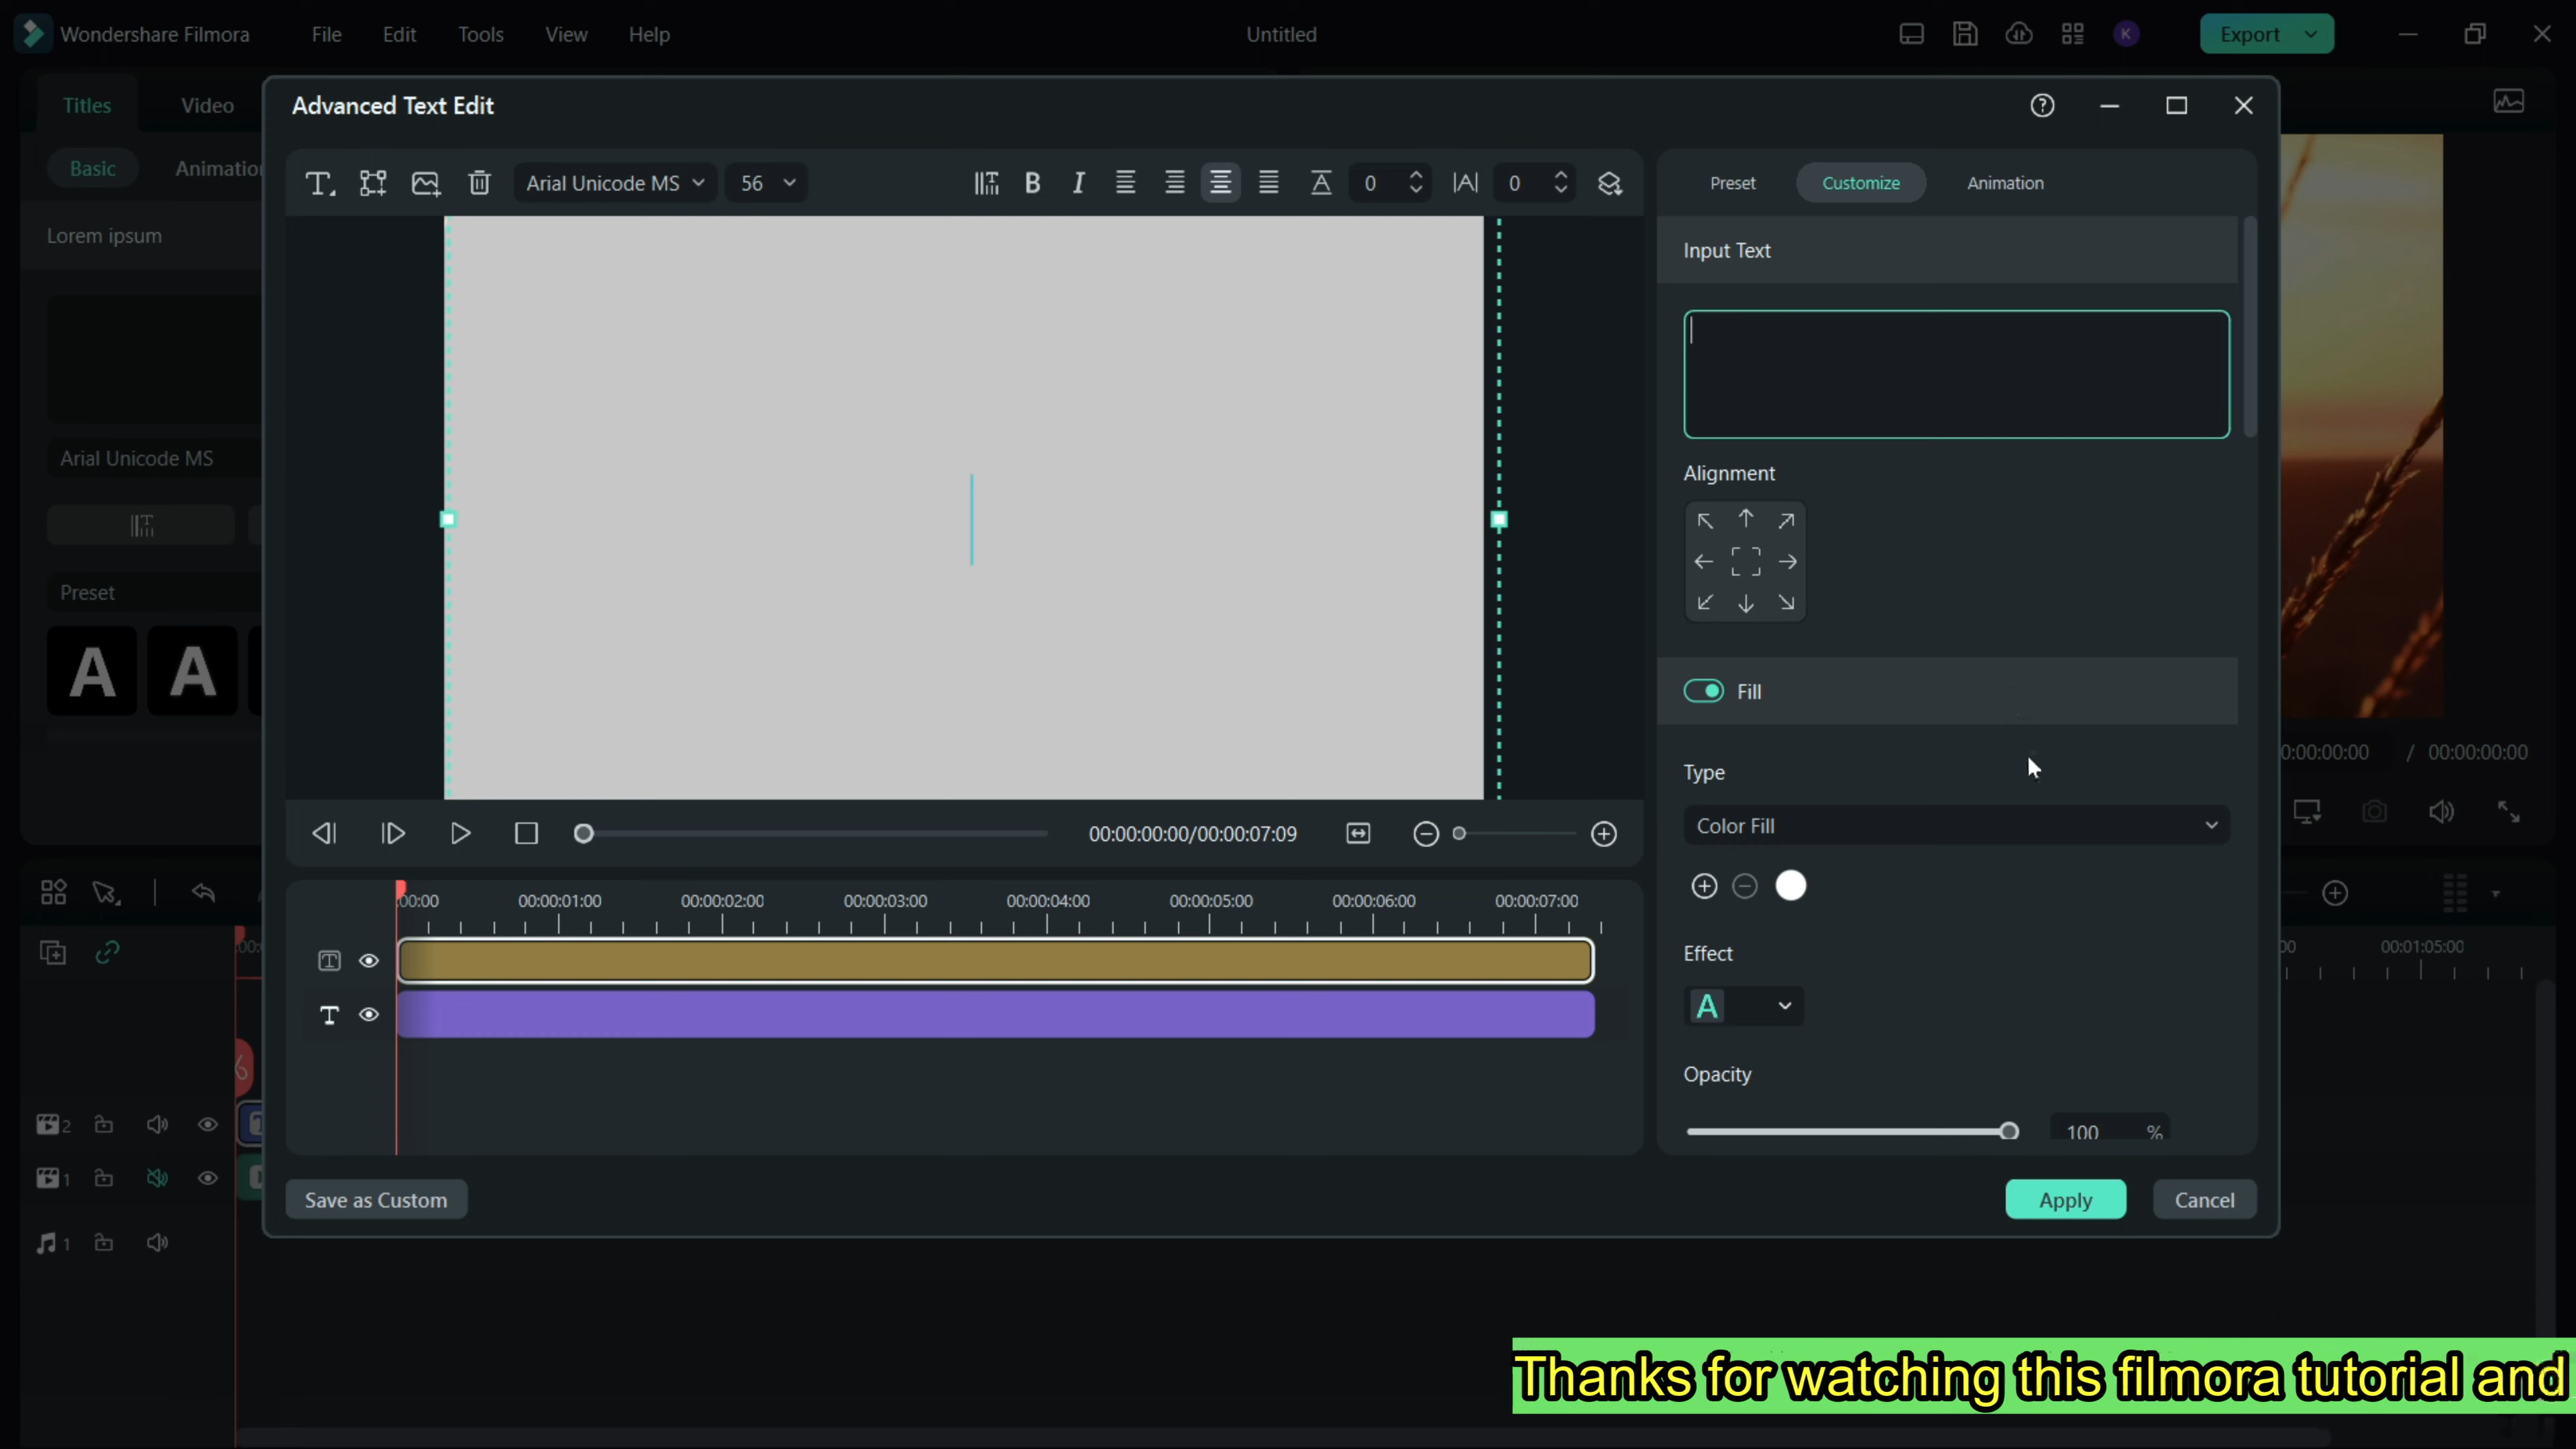 Wondershare Filmora File Edit Tools View Help Untitled K Export
Titles Video
Advanced Text Edit
Basic Animation
Arial Unicode MS 56 B I A 0 |A| 0
Preset Customize Animation
Lorem ipsum
Input Text
Arial Unicode MS
Alignment
Preset
A A
Fill
Type
Color Fill
00:00:00:00/00:00:07:09
0:00:00:00 / 00:00:00:00
:00:00 00:00:01:00 00:00:02:00 00:00:03:00 00:00:04:00 00:00:05:00 00:00:06:00 00:00:07:00
Effect
A
T
T
Opacity
100 %
00 00:01:05:00
2
1
1
Save as Custom
Apply Cancel
Thanks for watching this filmora tutorial and